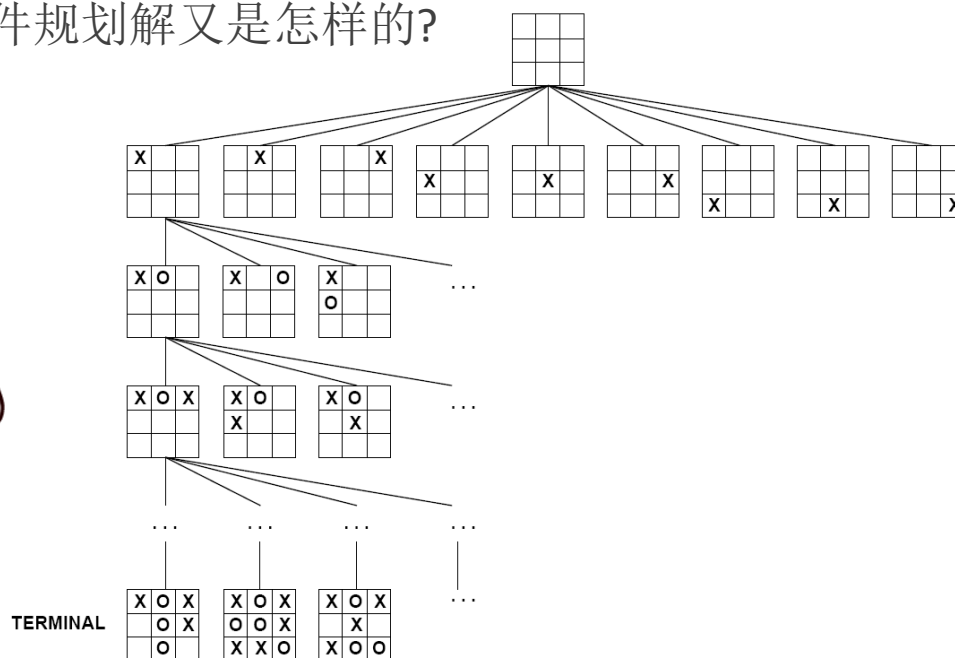 件规划解又是怎样的?
X X X
X X X
X X X
X O X O X
O
...
X O X X O X O
X X
...
... ... ... ...
X O X X O X X O X
...
TERMINAL O X O O X X
O X X O X O O